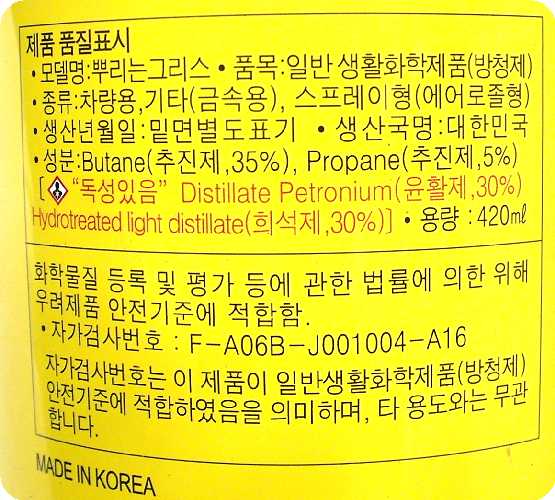 제품 품질표시
• 모델명:뿌리는그리스 • 품목:일반 생활화학제품(방청제)
• 종류:차량용,기타(금속용), 스프레이형(에어로졸형)
• 생산년월일:밑면별도표기 • 생산국명:대한민국
• 성분:Butane(추진제,35%), Propane(추진제,5%)
["독성있음" Distillate Petronium(윤활제,30%)
Hydrotreated light distillate(희석제,30%)] • 용량:420㎖
화학물질 등록 및 평가 등에 관한 법률에 의한 위해
우려제품 안전기준에 적합함.
• 자가검사번호 : F-A06B-J001004-A16
자가검사번호는 이 제품이 일반생활화학제품(방청제)
안전기준에 적합하였음을 의미하며, 타 용도와는 무관
합니다.
MADE IN KOREA